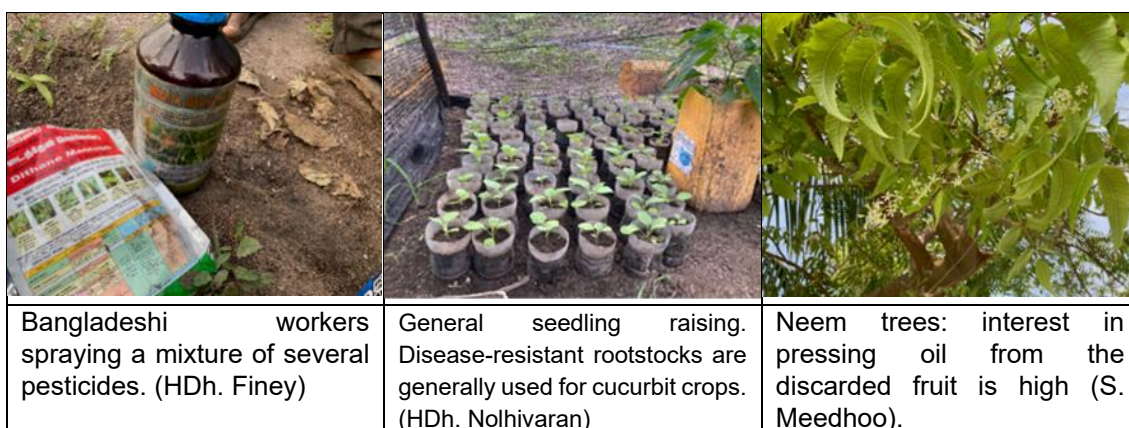 Dithane
Bangladeshi workers
spraying a mixture of several
pesticides. (HDh. Finey)
General seedling raising.
Disease-resistant rootstocks are
generally used for cucurbit crops.
(HDh. Nolhivaran)
Neem trees: interest in
pressing oil from the
discarded fruit is high (S.
Meedhoo).